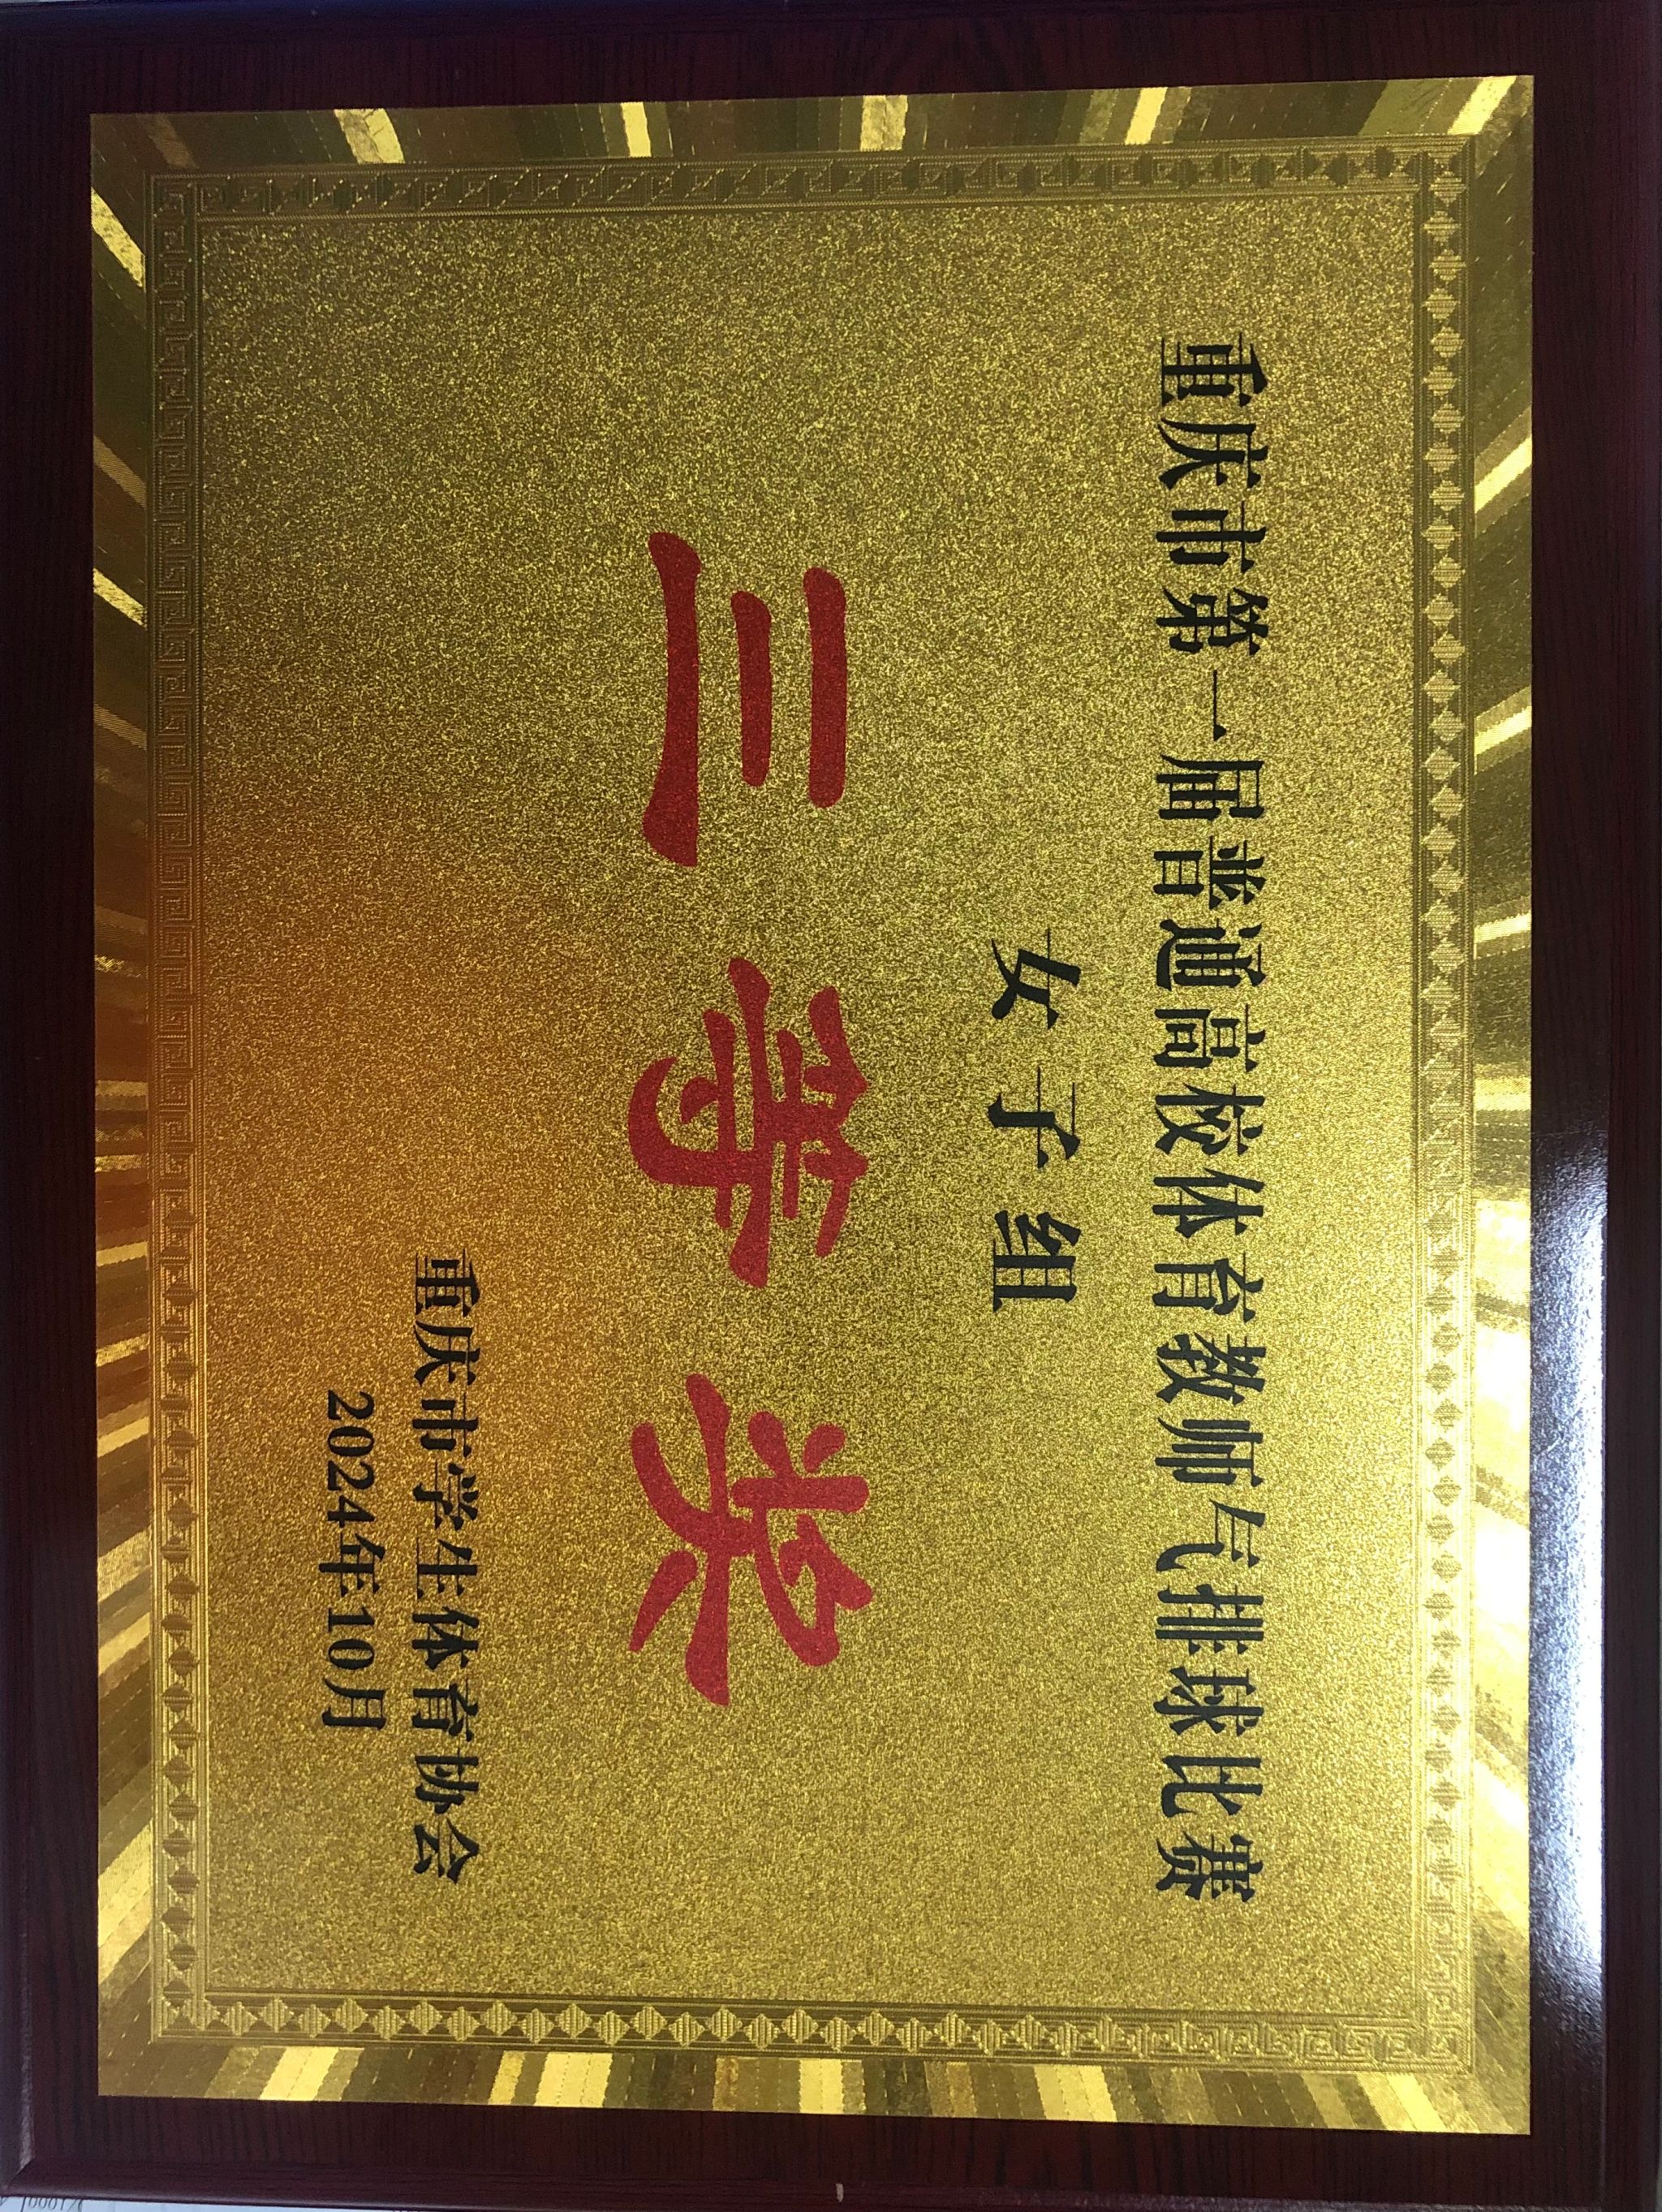 重庆市第一届普通高校体育教师气排球比赛
女子组
三等奖
重庆市学生体育协会
2024年10月